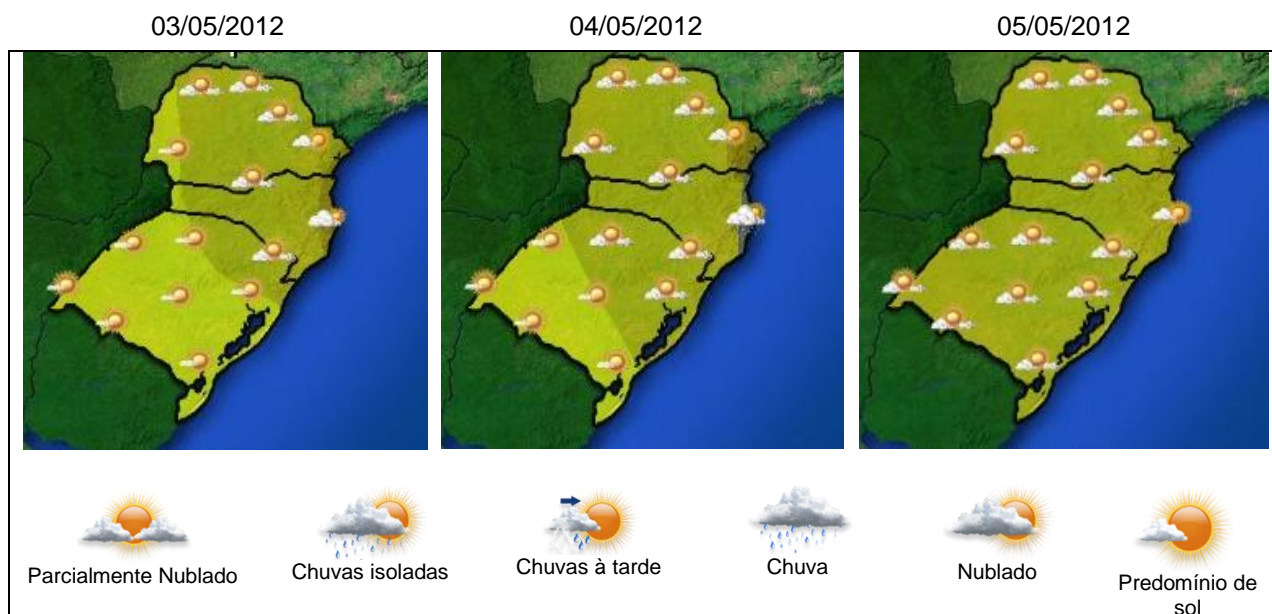 03/05/2012
04/05/2012
05/05/2012
Parcialmente Nublado
Chuvas isoladas
Chuvas à tarde
Chuva
Nublado
Predomínio de
sol